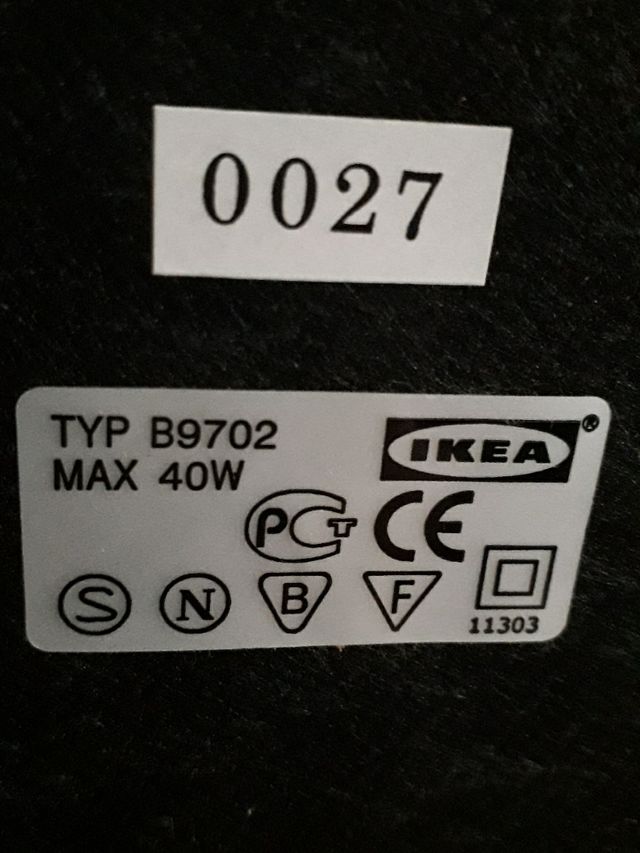 0027
TYP B9702
MAX 40W
IKEA®
PCT CE
S N B F
11303